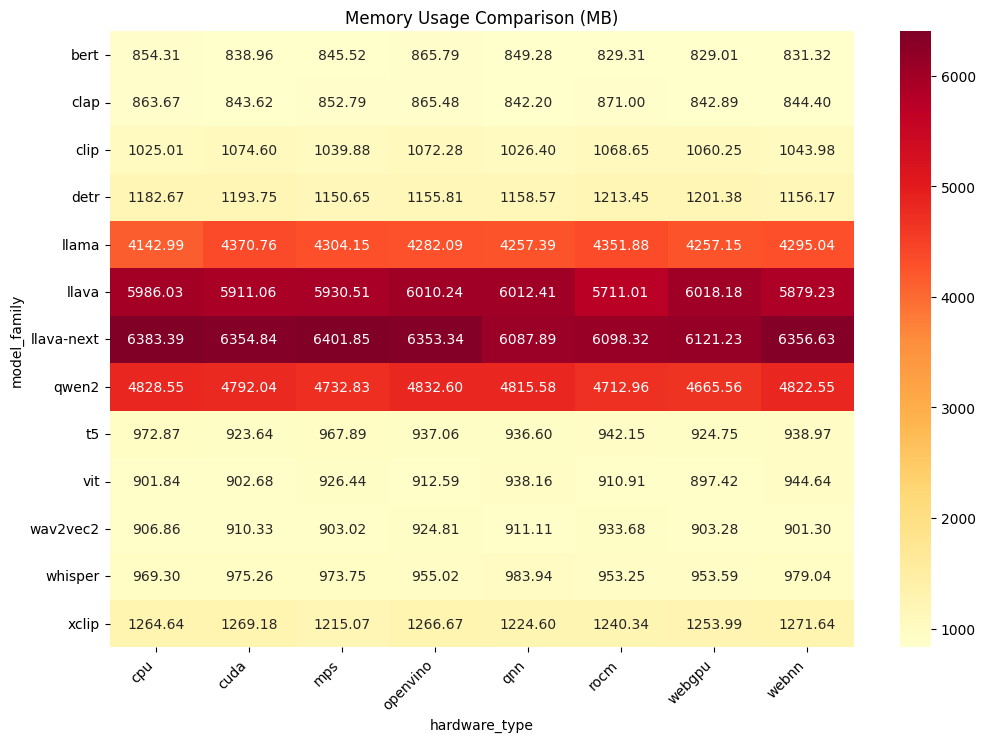 Memory Usage Comparison (MB)
bert 854.31 838.96 845.52 865.79 849.28 829.31 829.01 831.32
clap 863.67 843.62 852.79 865.48 842.20 871.00 842.89 844.40
clip 1025.01 1074.60 1039.88 1072.28 1026.40 1068.65 1060.25 1043.98
detr 1182.67 1193.75 1150.65 1155.81 1158.57 1213.45 1201.38 1156.17
llama 4142.99 4370.76 4304.15 4282.09 4257.39 4351.88 4257.15 4295.04
llava 5986.03 5911.06 5930.51 6010.24 6012.41 5711.01 6018.18 5879.23
llava-next 6383.39 6354.84 6401.85 6353.34 6087.89 6098.32 6121.23 6356.63
qwen2 4828.55 4792.04 4732.83 4832.60 4815.58 4712.96 4665.56 4822.55
t5 972.87 923.64 967.89 937.06 936.60 942.15 924.75 938.97
vit 901.84 902.68 926.44 912.59 938.16 910.91 897.42 944.64
wav2vec2 906.86 910.33 903.02 924.81 911.11 933.68 903.28 901.30
whisper 969.30 975.26 973.75 955.02 983.94 953.25 953.59 979.04
xclip 1264.64 1269.18 1215.07 1266.67 1224.60 1240.34 1253.99 1271.64
cpu cuda mps openvino qnn rocm webgpu webnn
hardware_type
model_family
6000
5000
4000
3000
2000
1000